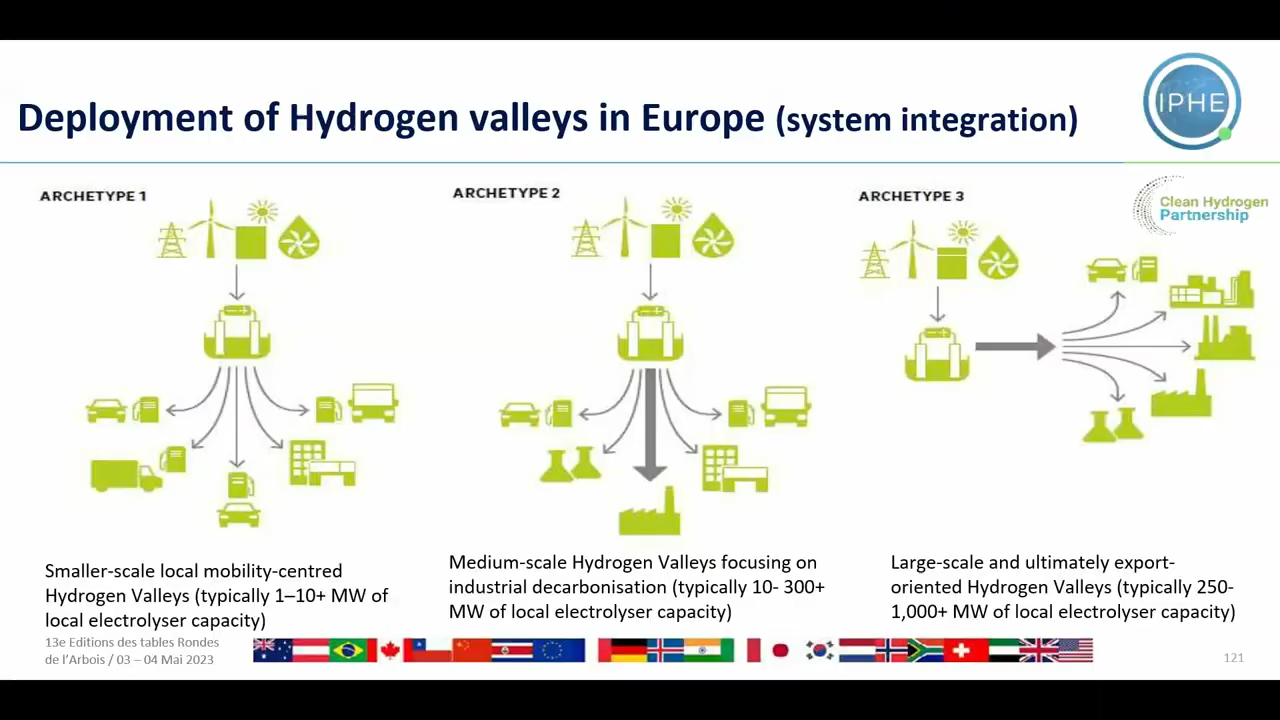 Deployment of Hydrogen valleys in Europe (system integration)
IPHE
Clean Hydrogen
Partnership
ARCHETYPE 1
ARCHETYPE 2
ARCHETYPE 3
Smaller-scale local mobility-centred
Hydrogen Valleys (typically 1–10+ MW of
local electrolyser capacity)
Medium-scale Hydrogen Valleys focusing on
industrial decarbonisation (typically 10- 300+
MW of local electrolyser capacity)
Large-scale and ultimately export-
oriented Hydrogen Valleys (typically 250-
1,000+ MW of local electrolyser capacity)
13e Editions des tables Rondes
de l’Arbois / 03 – 04 Mai 2023
121